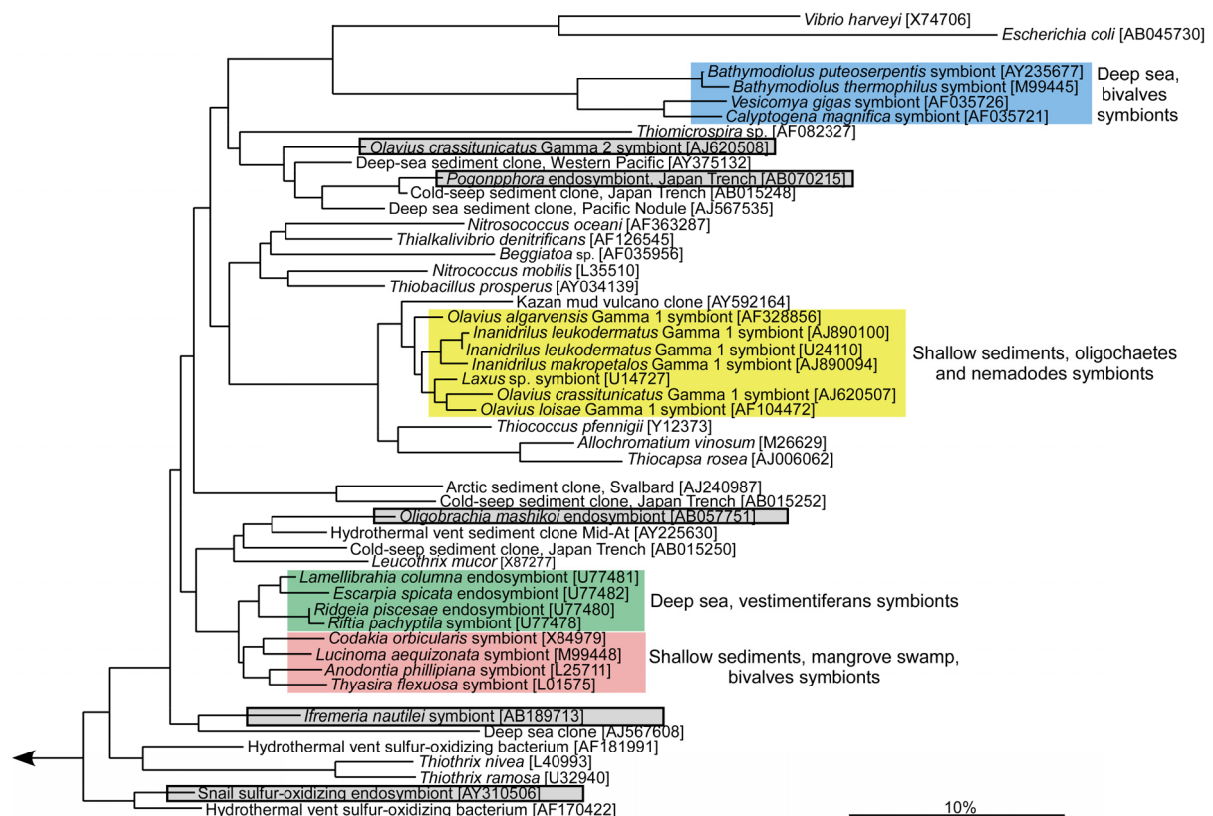 Vibrio harveyi [X74706]
Escherichia coli [AB045730]
Bathymodiolus puteoserpentis symbiont [AY235677]
Bathymodiolus thermophilus symbiont [M99445]
Vesicomya gigas symbiont [AF035726]
Calyptogena magnifica symbiont [AF035721]
Deep sea,
bivalves
symbionts
Thiomicrospira sp. [AF082327]
Olavius crassitunicatus Gamma 2 symbiont [AJ620508]
Deep-sea sediment clone, Western Pacific [AY375132]
Pogonpphora endosymbiont, Japan Trench [AB070215]
Cold-seep sediment clone, Japan Trench [AB015248]
Deep sea sediment clone, Pacific Nodule [AJ567535]
Nitrosococcus oceani [AF363287]
Thialkalivibrio denitrificans [AF126545]
Beggiatoa sp. [AF035956]
Nitrococcus mobilis [L35510]
Thiobacillus prosperus [AY034139]
Kazan mud vulcano clone [AY592164]
Olavius algarvensis Gamma 1 symbiont [AF328856]
Inanidrilus leukodermatus Gamma 1 symbiont [AJ890100]
Inanidrilus leukodermatus Gamma 1 symbiont [U24110]
Inanidrilus makropetalos Gamma 1 symbiont [AJ890094]
Laxus sp. symbiont [U14727]
Olavius crassitunicatus Gamma 1 symbiont [AJ620507]
Olavius loisae Gamma 1 symbiont [AF104472]
Shallow sediments, oligochaetes
and nemadodes symbionts
Thiococcus pfennigii [Y12373]
Allochromatium vinosum [M26629]
Thiocapsa rosea [AJ006062]
Arctic sediment clone, Svalbard [AJ240987]
Cold-seep sediment clone, Japan Trench [AB015252]
Oligobrachia mashikoi endosymbiont [AB057751]
Hydrothermal vent sediment clone Mid-At [AY225630]
Cold-seep sediment clone, Japan Trench [AB015250]
Leucothrix mucor [X87277]
Lamellibrahia columna endosymbiont [U77481]
Escarpia spicata endosymbiont [U77482]
Ridgeia piscesae endosymbiont [U77480]
Riftia pachyptila symbiont [U77478]
Deep sea, vestimentiferans symbionts
Codakia orbicularis symbiont [X84979]
Lucinoma aequizonata symbiont [M99448]
Anodontia phillipiana symbiont [L25711]
Thyasira flexuosa symbiont [L01575]
Shallow sediments, mangrove swamp,
bivalves symbionts
Ifremeria nautilei symbiont [AB189713]
Deep sea clone [AJ567608]
Hydrothermal vent sulfur-oxidizing bacterium [AF181991]
Thiothrix nivea [L40993]
Thiothrix ramosa [U32940]
Snail sulfur-oxidizing endosymbiont [AY310506]
Hydrothermal vent sulfur-oxidizing bacterium [AF170422]
10%